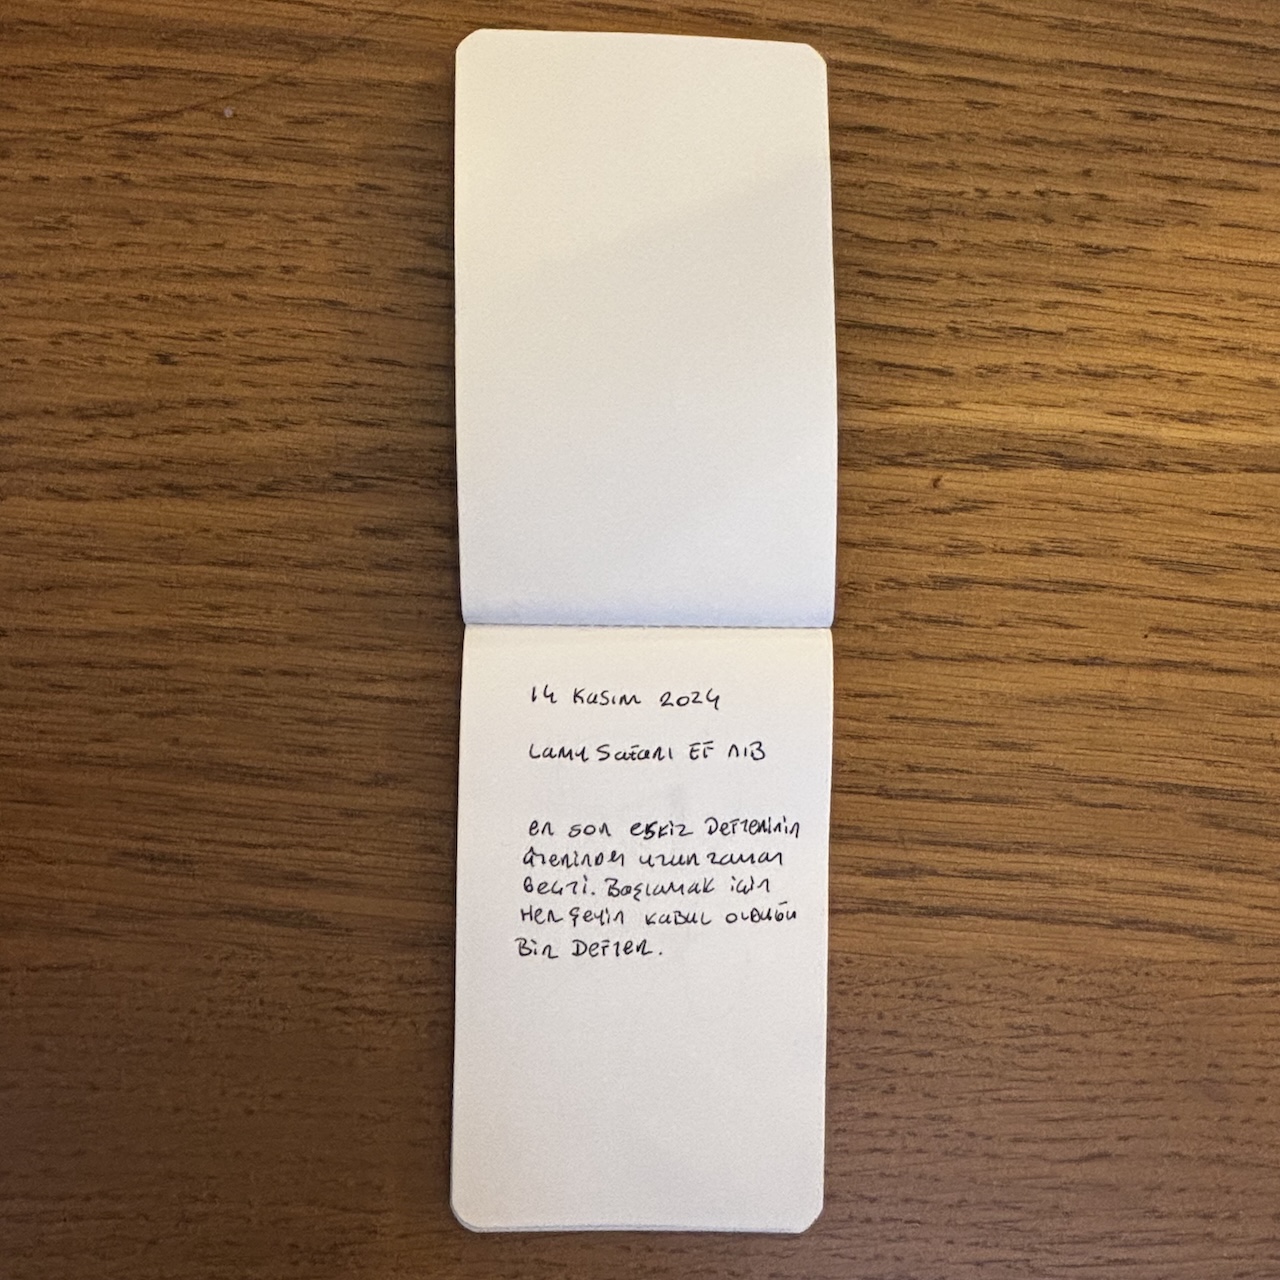 14 Kasım 2024
Lamy Safari EF NIB
en son eskiz Defterinin
üzerinden uzun zaman
Geçti. Başlamak için
Her şeyin kabul olduğu
Bir Defter.